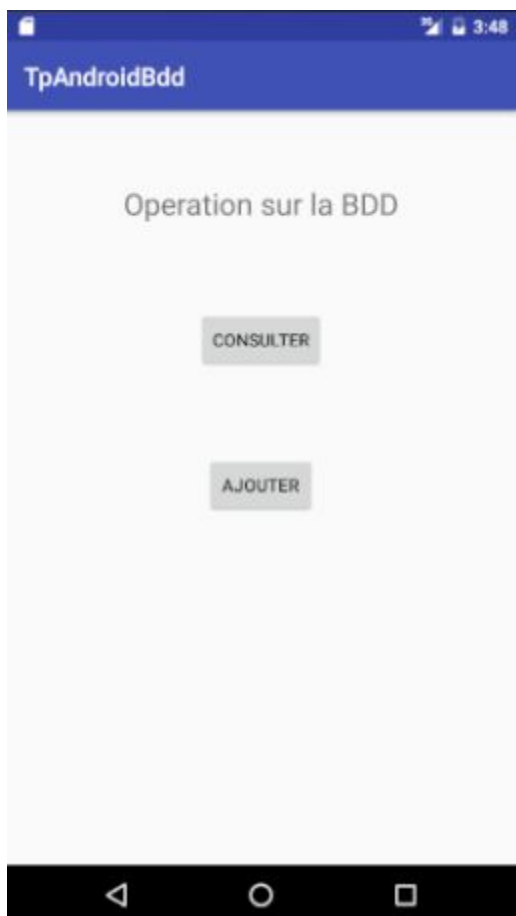 3:48
TpAndroidBdd
Operation sur la BDD
CONSULTER
AJOUTER